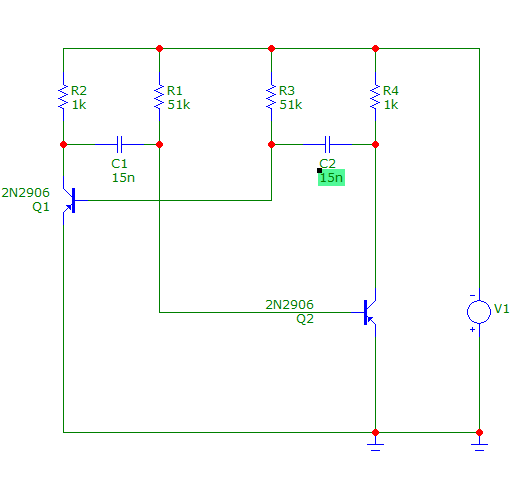 R2
1k
R1
51k
R3
51k
R4
1k
C1
15n
C2
15n
2N2906
Q1
2N2906
Q2
-
V1
+